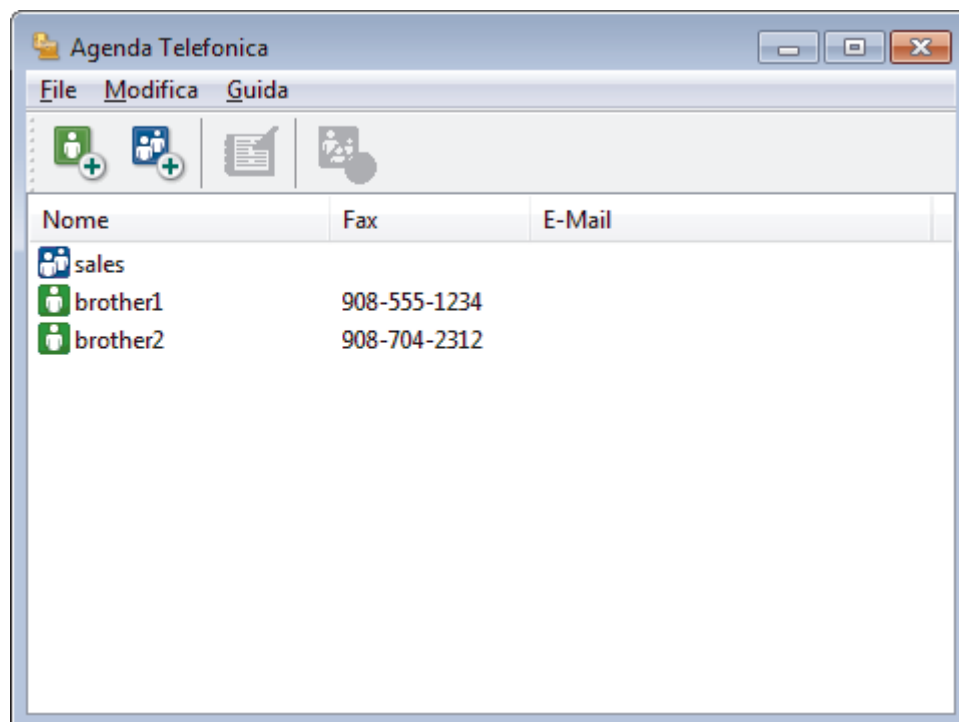 Agenda Telefonica
File Modifica Guida
Nome Fax E-Mail
sales
brother1 908-555-1234
brother2 908-704-2312